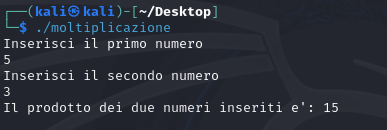 ┌──(kali㉿kali)-[~/Desktop]
└─$ ./moltiplicazione
Inserisci il primo numero
5
Inserisci il secondo numero
3
Il prodotto dei due numeri inseriti e': 15